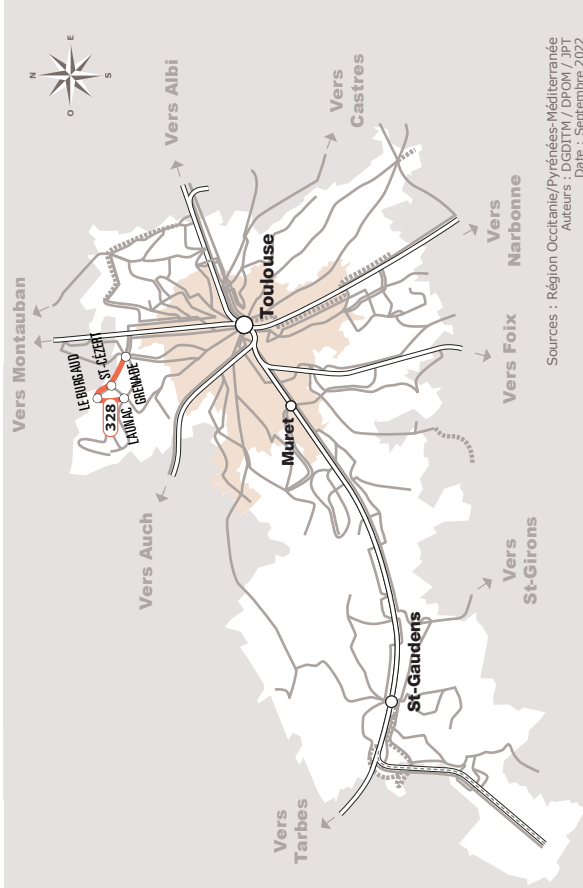 N
E
S
O
Vers Albi
Vers
Castres
Vers Montauban
Vers
Narbonne
Toulouse
LE BURGAUD
ST-CÉZERT
GRENADE
LAUNAC
328
Vers Foix
Muret
Vers Auch
Vers
St-Girons
St-Gaudens
Vers
Tarbes
Sources : Région Occitanie/Pyrénées-Méditerranée
Auteurs : DGDITM / DPOM / JPT
Date : Septembre 2022